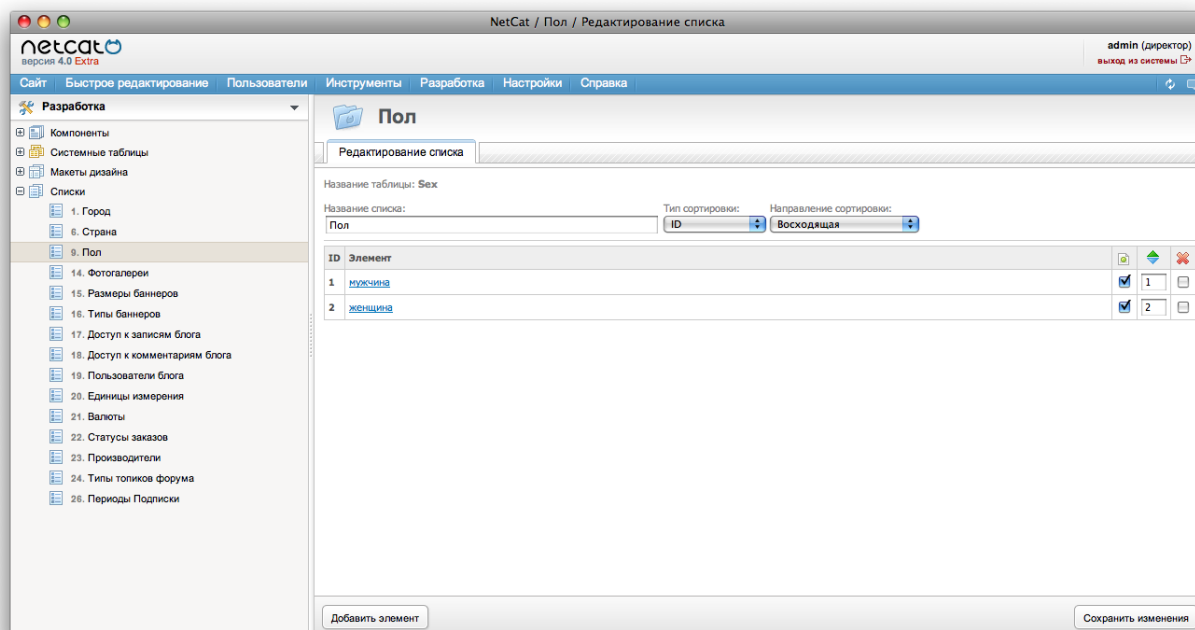 NetCat / Пол / Редактирование списка
netcat
версия 4.0 Extra
admin (директор)
выход из системы
Сайт Быстрое редактирование Пользователи Инструменты Разработка Настройки Справка
Разработка
Компоненты
Системные таблицы
Макеты дизайна
Списки
1. Город
6. Страна
9. Пол
14. Фотогалереи
15. Размеры баннеров
16. Типы баннеров
17. Доступ к записям блога
18. Доступ к комментариям блога
19. Пользователи блога
20. Единицы измерения
21. Валюты
22. Статусы заказов
23. Производители
24. Типы топиков форума
26. Периоды Подписки
Пол
Редактирование списка
Название таблицы: Sex
Название списка: Тип сортировки: Направление сортировки:
Пол ID Восходящая
ID Элемент
1 мужчина 1
2 женщина 2
Добавить элемент Сохранить изменения